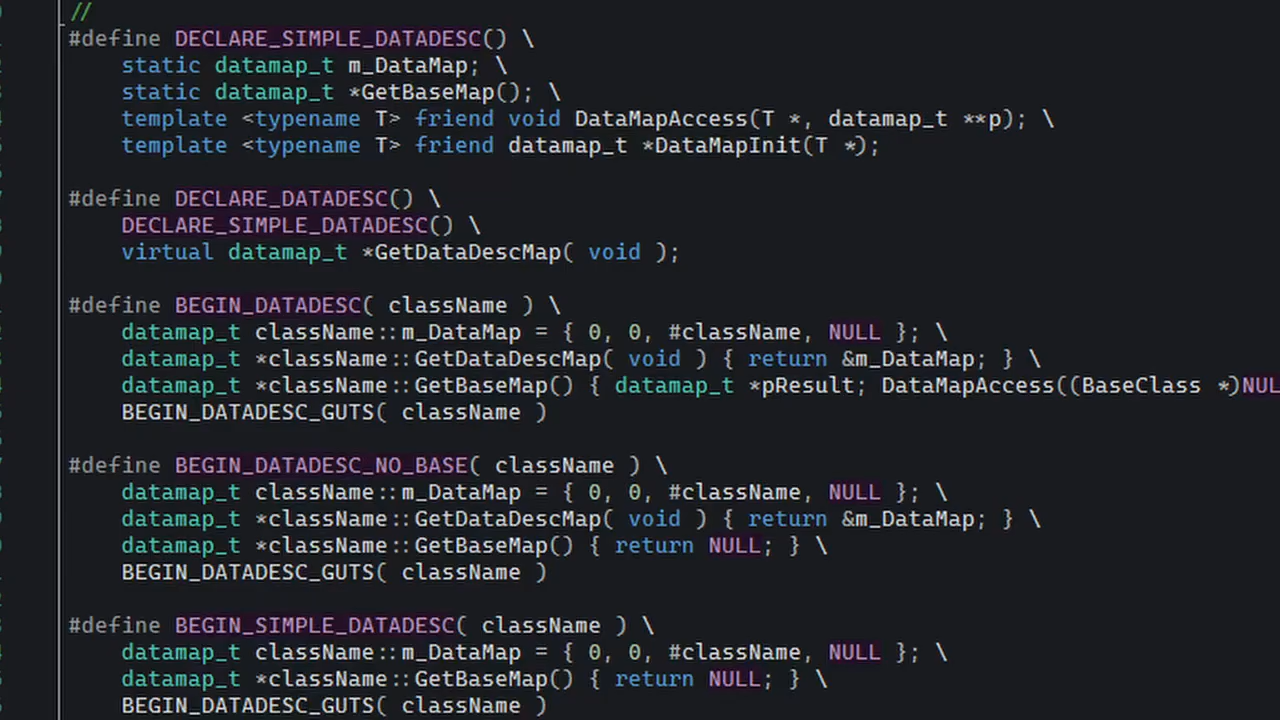 //
#define DECLARE_SIMPLE_DATADESC() \
    static datamap_t m_DataMap; \
    static datamap_t *GetBaseMap(); \
    template <typename T> friend void DataMapAccess(T *, datamap_t **p); \
    template <typename T> friend datamap_t *DataMapInit(T *);
#define DECLARE_DATADESC() \
    DECLARE_SIMPLE_DATADESC() \
    virtual datamap_t *GetDataDescMap( void );
#define BEGIN_DATADESC( className ) \
    datamap_t className::m_DataMap = { 0, 0, #className, NULL }; \
    datamap_t *className::GetDataDescMap( void ) { return &m_DataMap; } \
    datamap_t *className::GetBaseMap() { datamap_t *pResult; DataMapAccess((BaseClass *)NUL
    BEGIN_DATADESC_GUTS( className )
#define BEGIN_DATADESC_NO_BASE( className ) \
    datamap_t className::m_DataMap = { 0, 0, #className, NULL }; \
    datamap_t *className::GetDataDescMap( void ) { return &m_DataMap; } \
    datamap_t *className::GetBaseMap() { return NULL; } \
    BEGIN_DATADESC_GUTS( className )
#define BEGIN_SIMPLE_DATADESC( className ) \
    datamap_t className::m_DataMap = { 0, 0, #className, NULL }; \
    datamap_t *className::GetBaseMap() { return NULL; } \
    BEGIN_DATADESC_GUTS( className )